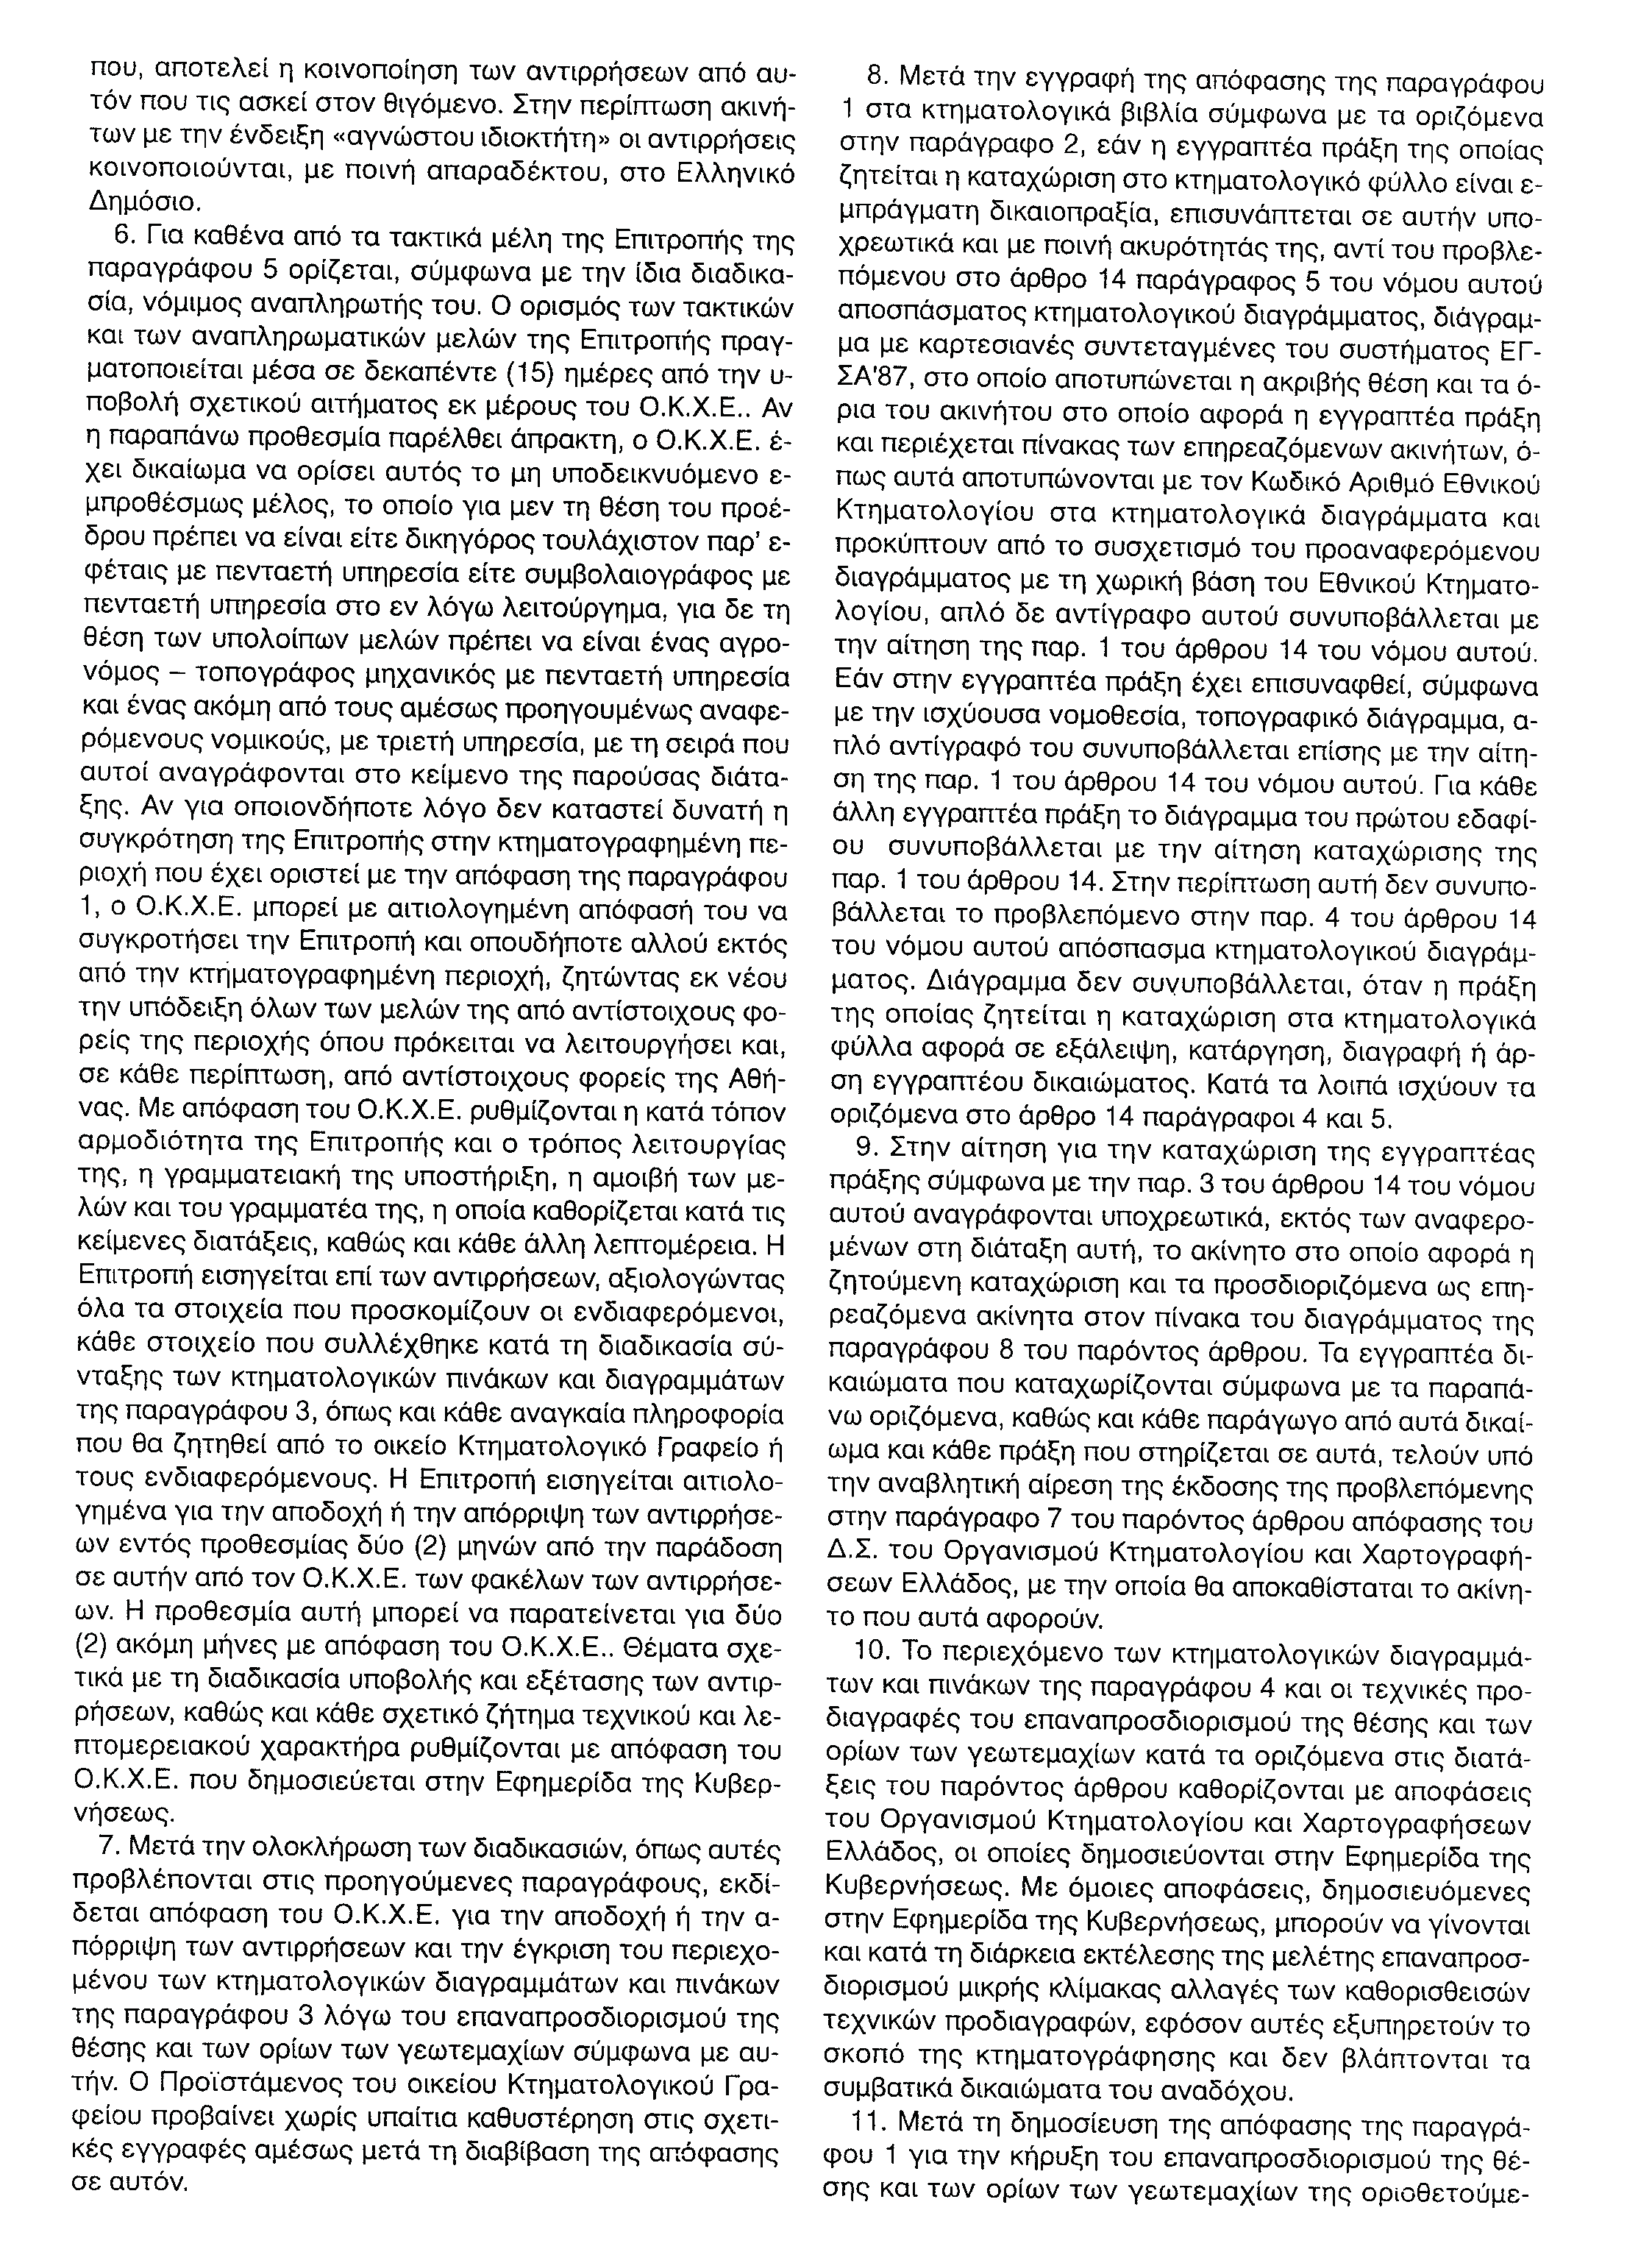 που, αποτελεί η κοινοποίηση των αντιρρήσεων από αυ-
τόν που τις ασκεί στον θιγόμενο. Στην περίπτωση ακινή-
των με την ένδειξη «αγνώστου ιδιοκτήτη» οι αντιρρήσεις
κοινοποιούνται, με ποινή απαραδέκτου, στο Ελληνικό
Δημόσιο.
6. Για καθένα από τα τακτικά μέλη της Επιτροπής της
παραγράφου 5 ορίζεται, σύμφωνα με την ίδια διαδικα-
σία, νόμιμος αναπληρωτής του. Ο ορισμός των τακτικών
και των αναπληρωματικών μελών της Επιτροπής πραγ-
ματοποιείται μέσα σε δεκαπέντε (15) ημέρες από την υ-
ποβολή σχετικού αιτήματος εκ μέρους του Ο.Κ.Χ.Ε.. Αν
η παραπάνω προθεσμία παρέλθει άπρακτη, ο Ο.Κ.Χ.Ε. έ-
χει δικαίωμα να ορίσει αυτός το μη υποδεικνυόμενο ε-
μπροθέσμως μέλος, το οποίο για μεν τη θέση του προέ-
δρου πρέπει να είναι είτε δικηγόρος τουλάχιστον παρ’ ε-
φέταις με πενταετή υπηρεσία είτε συμβολαιογράφος με
πενταετή υπηρεσία στο εν λόγω λειτούργημα, για δε τη
θέση των υπολοίπων μελών πρέπει να είναι ένας αγρο-
νόμος – τοπογράφος μηχανικός με πενταετή υπηρεσία
και ένας ακόμη από τους αμέσως προηγουμένως αναφε-
ρόμενους νομικούς, με τριετή υπηρεσία, με τη σειρά που
αυτοί αναγράφονται στο κείμενο της παρούσας διάτα-
ξης. Αν για οποιονδήποτε λόγο δεν καταστεί δυνατή η
συγκρότηση της Επιτροπής στην κτηματογραφημένη πε-
ριοχή που έχει οριστεί με την απόφαση της παραγράφου
1, ο Ο.Κ.Χ.Ε. μπορεί με αιτιολογημένη απόφασή του να
συγκροτήσει την Επιτροπή και οπουδήποτε αλλού εκτός
από την κτηματογραφημένη περιοχή, ζητώντας εκ νέου
την υπόδειξη όλων των μελών της από αντίστοιχους φο-
ρείς της περιοχής όπου πρόκειται να λειτουργήσει και,
σε κάθε περίπτωση, από αντίστοιχους φορείς της Αθή-
νας. Με απόφαση του Ο.Κ.Χ.Ε. ρυθμίζονται η κατά τόπον
αρμοδιότητα της Επιτροπής και ο τρόπος λειτουργίας
της, η γραμματειακή της υποστήριξη, η αμοιβή των με-
λών και του γραμματέα της, η οποία καθορίζεται κατά τις
κείμενες διατάξεις, καθώς και κάθε άλλη λεπτομέρεια. Η
Επιτροπή εισηγείται επί των αντιρρήσεων, αξιολογώντας
όλα τα στοιχεία που προσκομίζουν οι ενδιαφερόμενοι,
κάθε στοιχείο που συλλέχθηκε κατά τη διαδικασία σύ-
νταξης των κτηματολογικών πινάκων και διαγραμμάτων
της παραγράφου 3, όπως και κάθε αναγκαία πληροφορία
που θα ζητηθεί από το οικείο Κτηματολογικό Γραφείο ή
τους ενδιαφερόμενους. Η Επιτροπή εισηγείται αιτιολο-
γημένα για την αποδοχή ή την απόρριψη των αντιρρήσε-
ων εντός προθεσμίας δύο (2) μηνών από την παράδοση
σε αυτήν από τον Ο.Κ.Χ.Ε. των φακέλων των αντιρρήσε-
ων. Η προθεσμία αυτή μπορεί να παρατείνεται για δύο
(2) ακόμη μήνες με απόφαση του Ο.Κ.Χ.Ε.. Θέματα σχε-
τικά με τη διαδικασία υποβολής και εξέτασης των αντιρ-
ρήσεων, καθώς και κάθε σχετικό ζήτημα τεχνικού και λε-
πτομερειακού χαρακτήρα ρυθμίζονται με απόφαση του
Ο.Κ.Χ.Ε. που δημοσιεύεται στην Εφημερίδα της Κυβερ-
νήσεως.
7. Μετά την ολοκλήρωση των διαδικασιών, όπως αυτές
προβλέπονται στις προηγούμενες παραγράφους, εκδί-
δεται απόφαση του Ο.Κ.Χ.Ε. για την αποδοχή ή την α-
πόρριψη των αντιρρήσεων και την έγκριση του περιεχο-
μένου των κτηματολογικών διαγραμμάτων και πινάκων
της παραγράφου 3 λόγω του επαναπροσδιορισμού της
θέσης και των ορίων των γεωτεμαχίων σύμφωνα με αυ-
τήν. Ο Προϊστάμενος του οικείου Κτηματολογικού Γρα-
φείου προβαίνει χωρίς υπαίτια καθυστέρηση στις σχετι-
κές εγγραφές αμέσως μετά τη διαβίβαση της απόφασης
σε αυτόν.
8. Μετά την εγγραφή της απόφασης της παραγράφου
1 στα κτηματολογικά βιβλία σύμφωνα με τα οριζόμενα
στην παράγραφο 2, εάν η εγγραπτέα πράξη της οποίας
ζητείται η καταχώριση στο κτηματολογικό φύλλο είναι ε-
μπράγματη δικαιοπραξία, επισυνάπτεται σε αυτήν υπο-
χρεωτικά και με ποινή ακυρότητάς της, αντί του προβλε-
πόμενου στο άρθρο 14 παράγραφος 5 του νόμου αυτού
αποσπάσματος κτηματολογικού διαγράμματος, διάγραμ-
μα με καρτεσιανές συντεταγμένες του συστήματος ΕΓ-
ΣΑ'87, στο οποίο αποτυπώνεται η ακριβής θέση και τα ό-
ρια του ακινήτου στο οποίο αφορά η εγγραπτέα πράξη
και περιέχεται πίνακας των επηρεαζόμενων ακινήτων, ό-
πως αυτά αποτυπώνονται με τον Κωδικό Αριθμό Εθνικού
Κτηματολογίου στα κτηματολογικά διαγράμματα και
προκύπτουν από το συσχετισμό του προαναφερόμενου
διαγράμματος με τη χωρική βάση του Εθνικού Κτηματο-
λογίου, απλό δε αντίγραφο αυτού συνυποβάλλεται με
την αίτηση της παρ. 1 του άρθρου 14 του νόμου αυτού.
Εάν στην εγγραπτέα πράξη έχει επισυναφθεί, σύμφωνα
με την ισχύουσα νομοθεσία, τοπογραφικό διάγραμμα, α-
πλό αντίγραφό του συνυποβάλλεται επίσης με την αίτη-
ση της παρ. 1 του άρθρου 14 του νόμου αυτού. Για κάθε
άλλη εγγραπτέα πράξη το διάγραμμα του πρώτου εδαφί-
ου συνυποβάλλεται με την αίτηση καταχώρισης της
παρ. 1 του άρθρου 14. Στην περίπτωση αυτή δεν συνυπο-
βάλλεται το προβλεπόμενο στην παρ. 4 του άρθρου 14
του νόμου αυτού απόσπασμα κτηματολογικού διαγράμ-
ματος. Διάγραμμα δεν συνυποβάλλεται, όταν η πράξη
της οποίας ζητείται η καταχώριση στα κτηματολογικά
φύλλα αφορά σε εξάλειψη, κατάργηση, διαγραφή ή άρ-
ση εγγραπτέου δικαιώματος. Κατά τα λοιπά ισχύουν τα
οριζόμενα στο άρθρο 14 παράγραφοι 4 και 5.
9. Στην αίτηση για την καταχώριση της εγγραπτέας
πράξης σύμφωνα με την παρ. 3 του άρθρου 14 του νόμου
αυτού αναγράφονται υποχρεωτικά, εκτός των αναφερο-
μένων στη διάταξη αυτή, το ακίνητο στο οποίο αφορά η
ζητούμενη καταχώριση και τα προσδιοριζόμενα ως επη-
ρεαζόμενα ακίνητα στον πίνακα του διαγράμματος της
παραγράφου 8 του παρόντος άρθρου. Τα εγγραπτέα δι-
καιώματα που καταχωρίζονται σύμφωνα με τα παραπά-
νω οριζόμενα, καθώς και κάθε παράγωγο από αυτά δικαί-
ωμα και κάθε πράξη που στηρίζεται σε αυτά, τελούν υπό
την αναβλητική αίρεση της έκδοσης της προβλεπόμενης
στην παράγραφο 7 του παρόντος άρθρου απόφασης του
Δ.Σ. του Οργανισμού Κτηματολογίου και Χαρτογραφή-
σεων Ελλάδος, με την οποία θα αποκαθίσταται το ακίνη-
το που αυτά αφορούν.
10. Το περιεχόμενο των κτηματολογικών διαγραμμά-
των και πινάκων της παραγράφου 4 και οι τεχνικές προ-
διαγραφές του επαναπροσδιορισμού της θέσης και των
ορίων των γεωτεμαχίων κατά τα οριζόμενα στις διατά-
ξεις του παρόντος άρθρου καθορίζονται με αποφάσεις
του Οργανισμού Κτηματολογίου και Χαρτογραφήσεων
Ελλάδος, οι οποίες δημοσιεύονται στην Εφημερίδα της
Κυβερνήσεως. Με όμοιες αποφάσεις, δημοσιευόμενες
στην Εφημερίδα της Κυβερνήσεως, μπορούν να γίνονται
και κατά τη διάρκεια εκτέλεσης της μελέτης επαναπροσ-
διορισμού μικρής κλίμακας αλλαγές των καθορισθεισών
τεχνικών προδιαγραφών, εφόσον αυτές εξυπηρετούν το
σκοπό της κτηματογράφησης και δεν βλάπτονται τα
συμβατικά δικαιώματα του αναδόχου.
11. Μετά τη δημοσίευση της απόφασης της παραγρά-
φου 1 για την κήρυξη του επαναπροσδιορισμού της θέ-
σης και των ορίων των γεωτεμαχίων της οριοθετούμε-